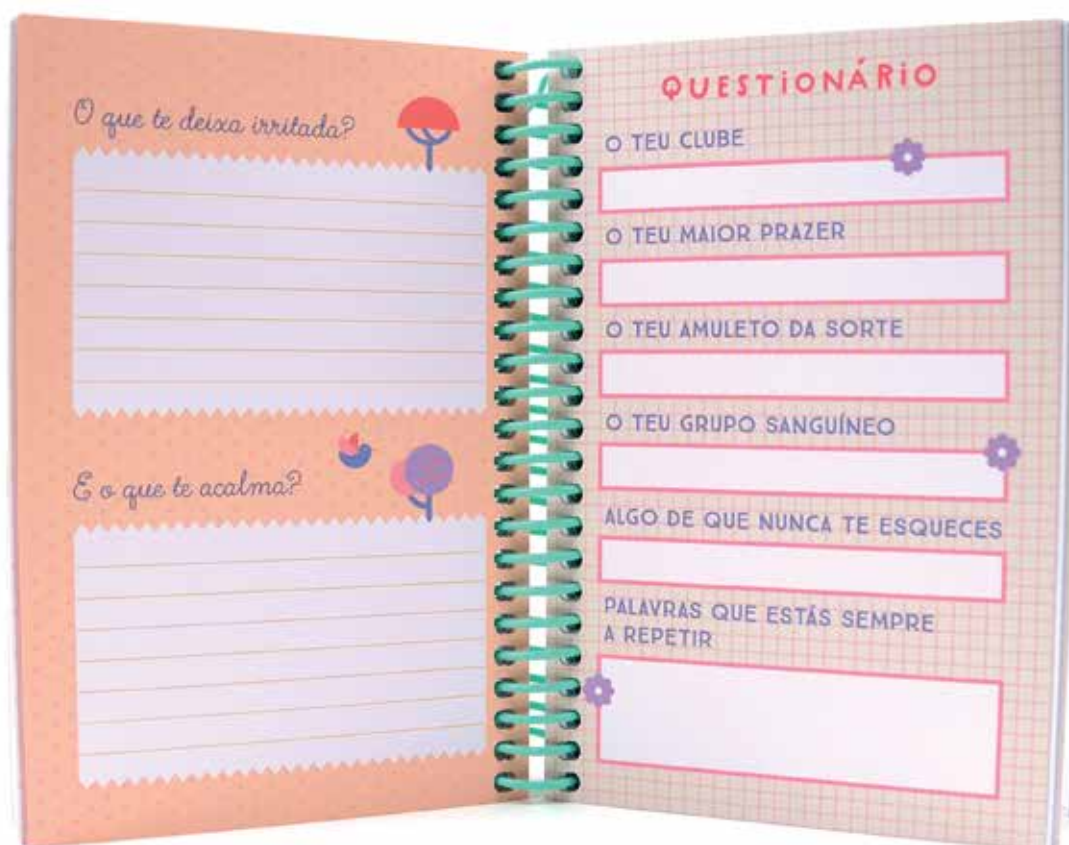 O que te deixa irritada?
E o que te acalma?
QUESTIONÁRIO
O TEU CLUBE
O TEU MAIOR PRAZER
O TEU AMULETO DA SORTE
O TEU GRUPO SANGUÍNEO
ALGO DE QUE NUNCA TE ESQUECES
PALAVRAS QUE ESTÁS SEMPRE
A REPETIR